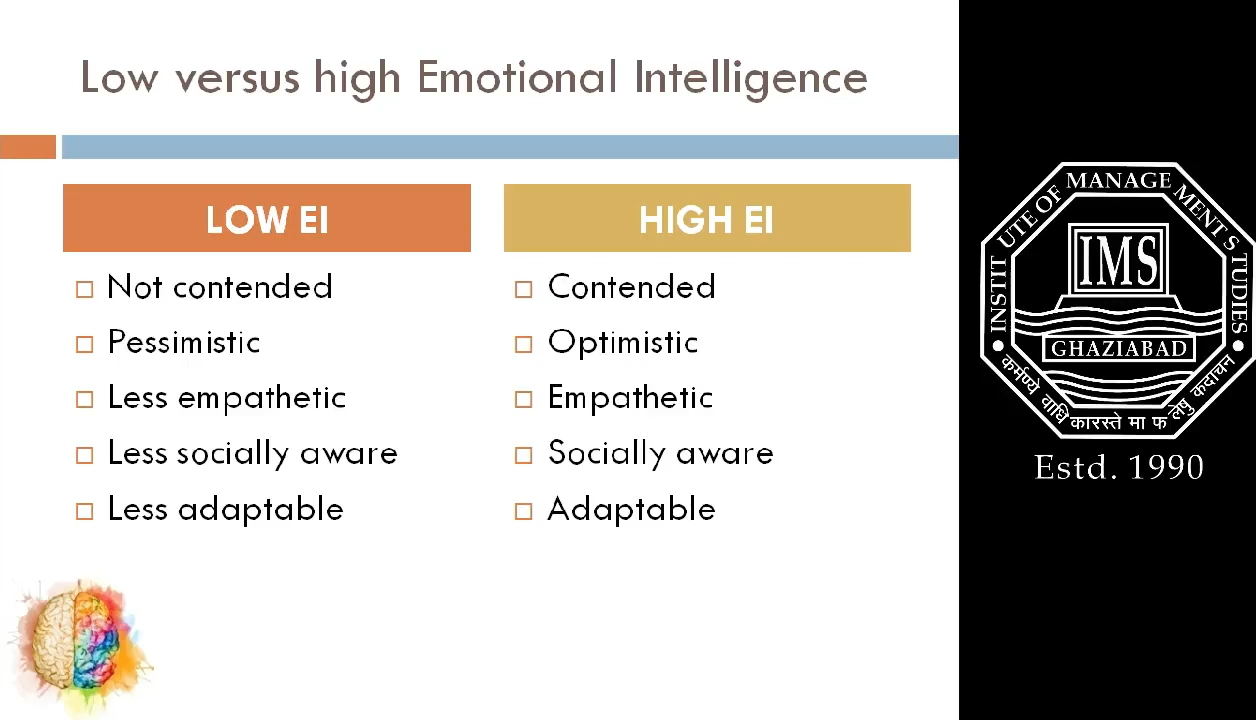 Low versus high Emotional Intelligence
LOW EI
Not contended
Pessimistic
Less empathetic
Less socially aware
Less adaptable
HIGH EI
Contended
Optimistic
Empathetic
Socially aware
Adaptable
INSTITUTE OF MANAGEMENT STUDIES
IMS
GHAZIABAD
कर्मण्ये वाधिकारस्ते मा फलेषु कदाचन
Estd. 1990